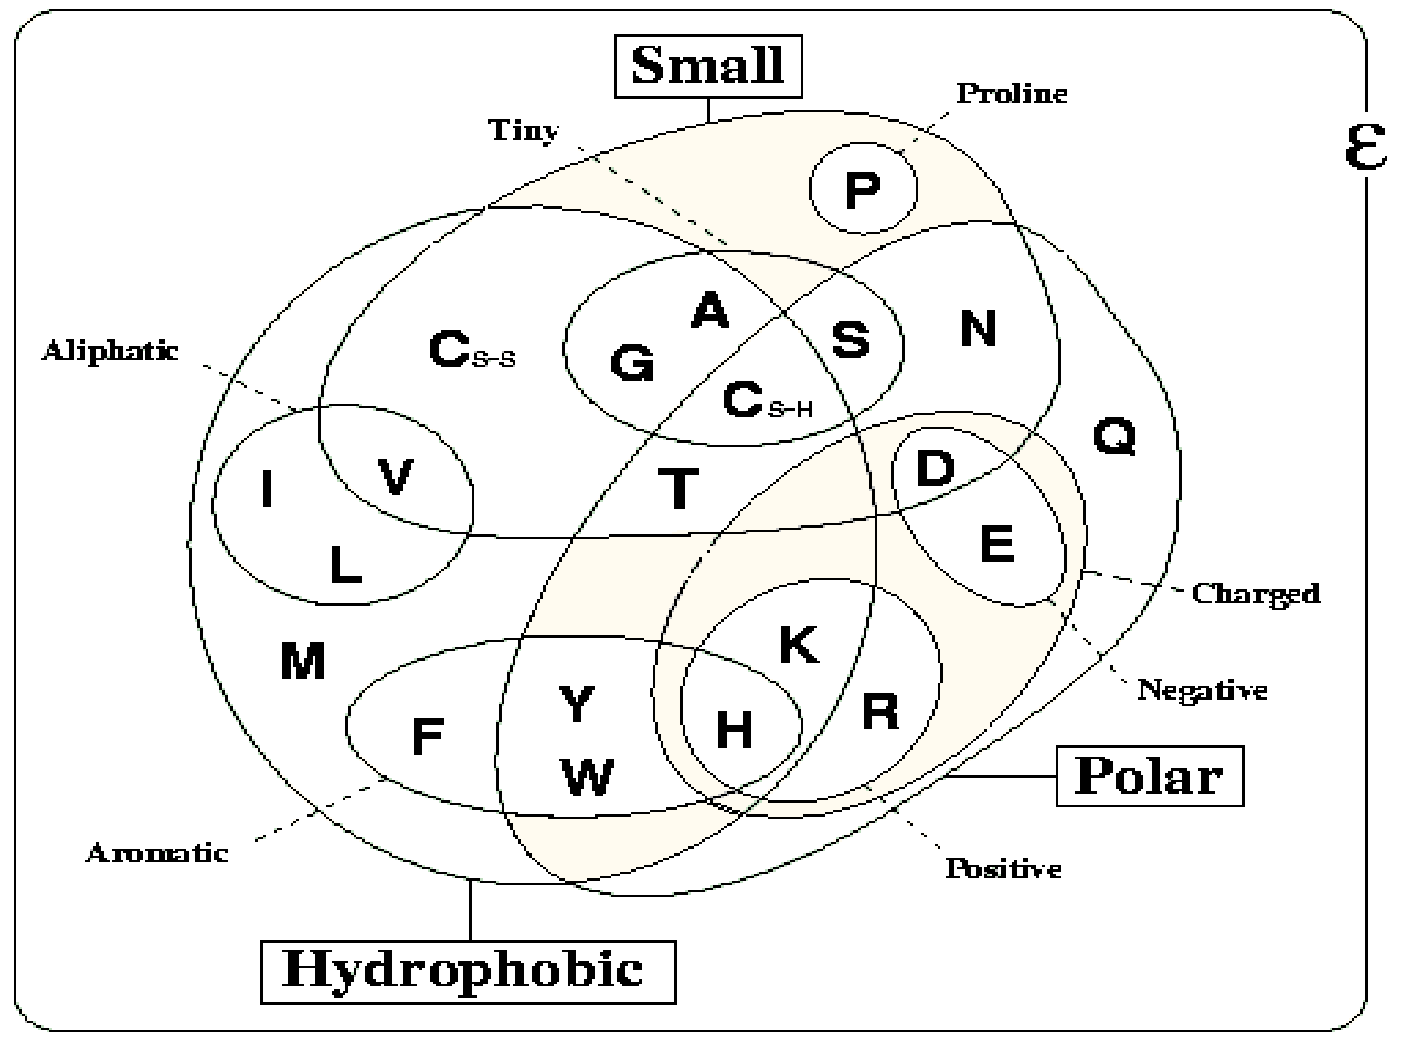 Small
Proline
Tiny
ε
P
A
S
N
Aliphatic
CS-S
G
CS-H
Q
I
V
T
D
L
E
Charged
M
K
Negative
F
Y
H
R
W
Polar
Aromatic
Positive
Hydrophobic